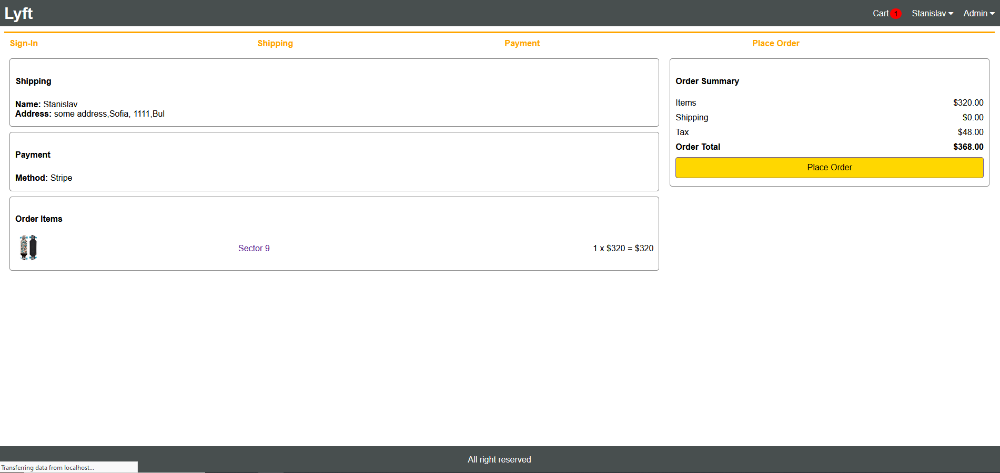 Lyft
Cart 1 Stanislav Admin
Sign-In Shipping Payment Place Order
Shipping
Name: Stanislav
Address: some address,Sofia, 1111,Bul
Payment
Method: Stripe
Order Items
Sector 9 1 x $320 = $320
Order Summary
Items $320.00
Shipping $0.00
Tax $48.00
Order Total $368.00
Place Order
All right reserved
Transferring data from localhost...